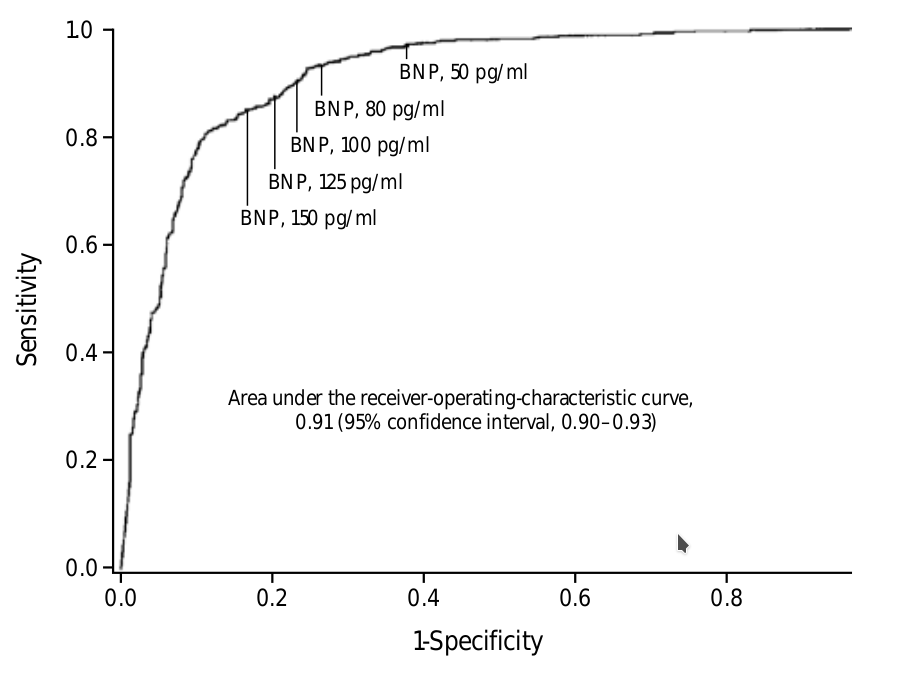 1.0
BNP, 50 pg/ml
BNP, 80 pg/ml
0.8
BNP, 100 pg/ml
BNP, 125 pg/ml
BNP, 150 pg/ml
0.6
Sensitivity
0.4
Area under the receiver-operating-characteristic curve,
0.91 (95% confidence interval, 0.90–0.93)
0.2
0.0
0.0 0.2 0.4 0.6 0.8
1-Specificity